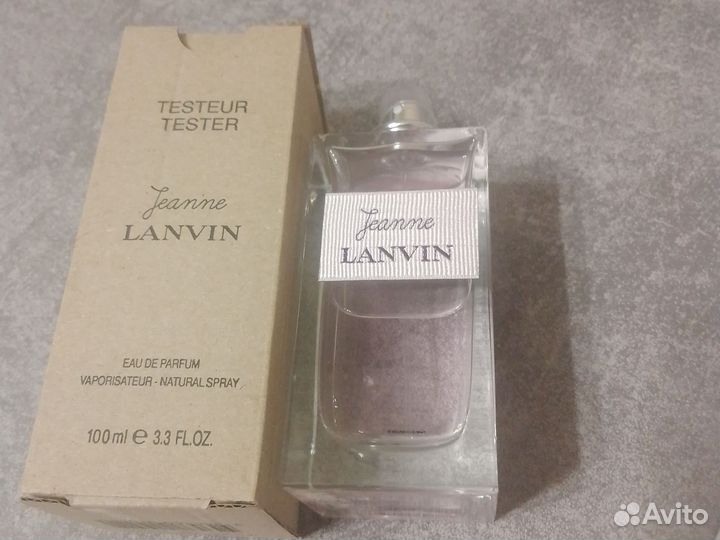 TESTEUR
TESTER
Jeanne
LANVIN
EAU DE PARFUM
VAPORISATEUR - NATURAL SPRAY
100 ml e 3.3 FL.OZ.
Jeanne
LANVIN
Avito